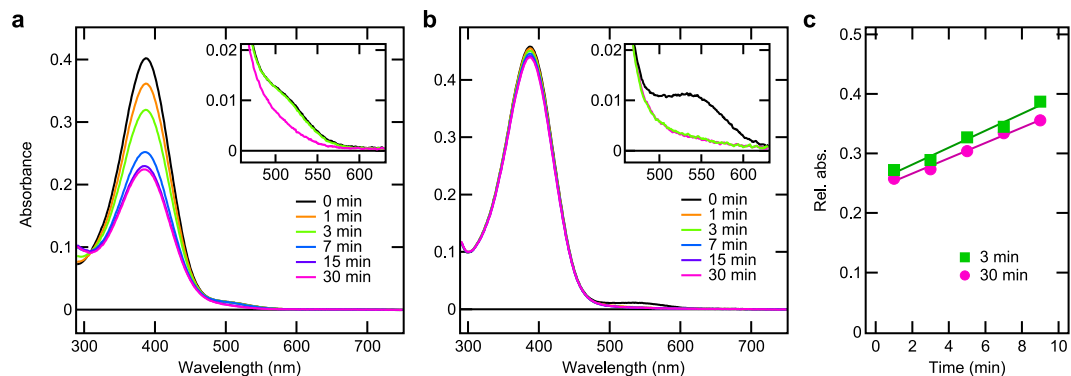 a
Absorbance
0.4
0.3
0.2
0.1
0
300
400
500
600
700
Wavelength (nm)
0.02
0.01
0
500
550
600
0 min
1 min
3 min
7 min
15 min
30 min
b
0.4
0.3
0.2
0.1
0
300
400
500
600
700
Wavelength (nm)
0.02
0.01
0
500
550
600
0 min
1 min
3 min
7 min
15 min
30 min
c
Rel. abs.
0.5
0.4
0.3
0.2
0.1
0
0
2
4
6
8
10
Time (min)
3 min
30 min